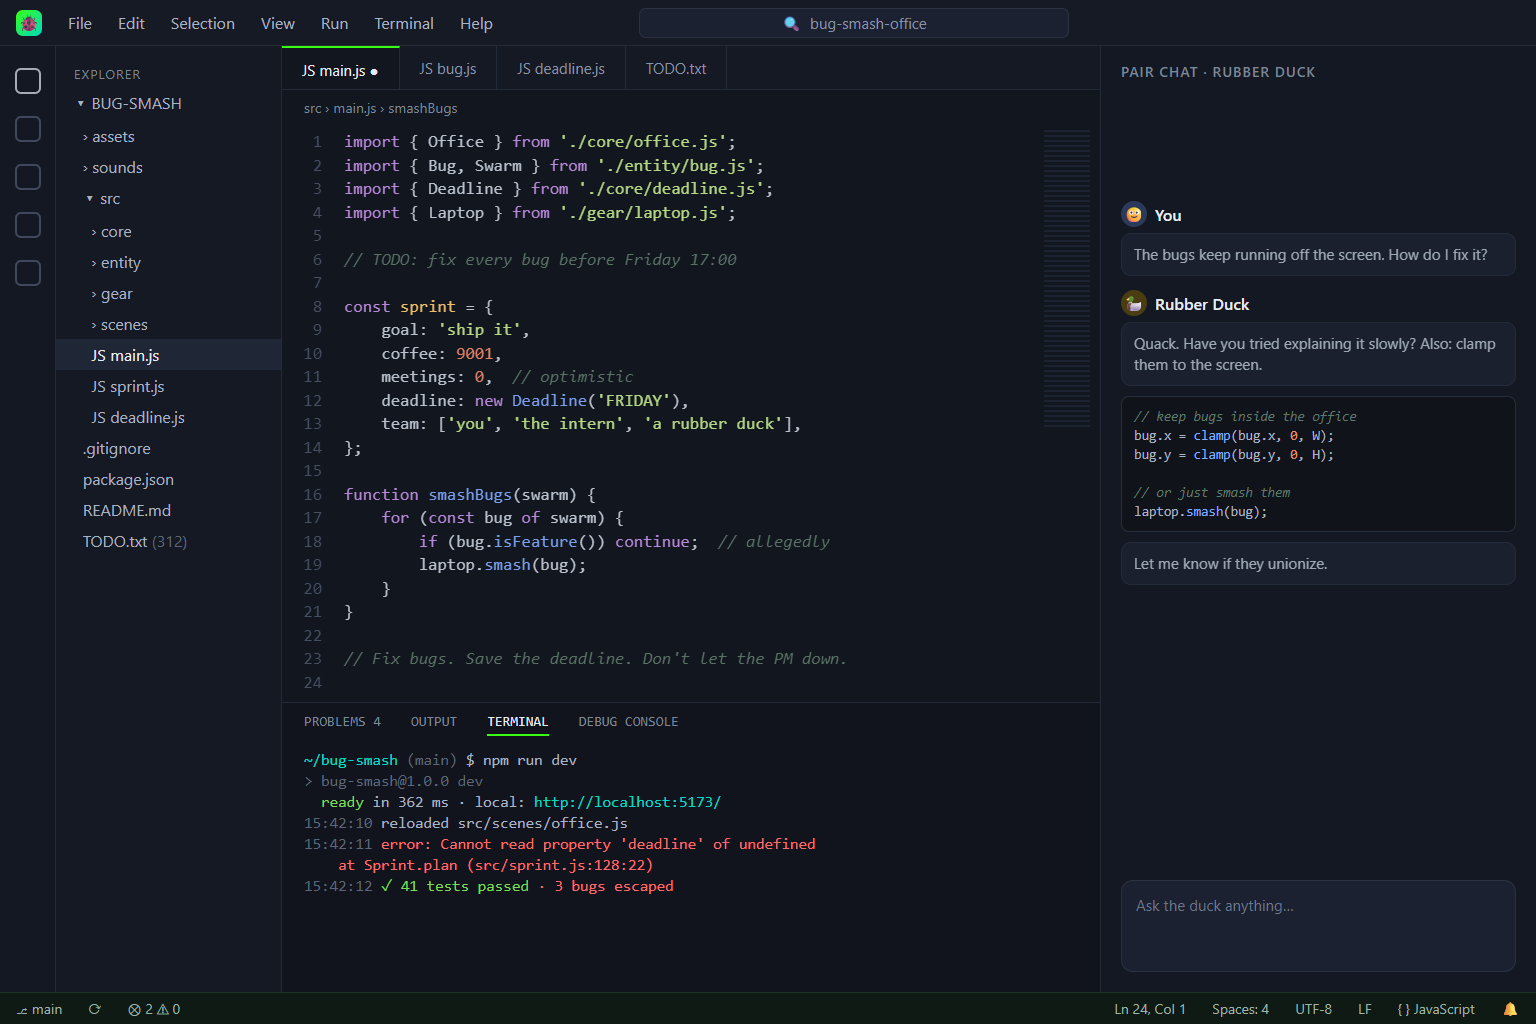 File Edit Selection View Run Terminal Help
bug-smash-office
EXPLORER
BUG-SMASH
assets
sounds
src
core
entity
gear
scenes
JS main.js
JS sprint.js
JS deadline.js
.gitignore
package.json
README.md
TODO.txt (312)
JS main.js ● JS bug.js JS deadline.js TODO.txt
src › main.js › smashBugs
1 import { Office } from './core/office.js';
2 import { Bug, Swarm } from './entity/bug.js';
3 import { Deadline } from './core/deadline.js';
4 import { Laptop } from './gear/laptop.js';
5
6 // TODO: fix every bug before Friday 17:00
7
8 const sprint = {
9 goal: 'ship it',
10 coffee: 9001,
11 meetings: 0, // optimistic
12 deadline: new Deadline('FRIDAY'),
13 team: ['you', 'the intern', 'a rubber duck'],
14 };
15
16 function smashBugs(swarm) {
17 for (const bug of swarm) {
18 if (bug.isFeature()) continue; // allegedly
19 laptop.smash(bug);
20 }
21 }
22
23 // Fix bugs. Save the deadline. Don't let the PM down.
24
PROBLEMS 4 OUTPUT TERMINAL DEBUG CONSOLE
~/bug-smash (main) $ npm run dev
> bug-smash@1.0.0 dev
ready in 362 ms · local: http://localhost:5173/
15:42:10 reloaded src/scenes/office.js
15:42:11 error: Cannot read property 'deadline' of undefined
at Sprint.plan (src/sprint.js:128:22)
15:42:12 ✓ 41 tests passed · 3 bugs escaped
PAIR CHAT · RUBBER DUCK
You
The bugs keep running off the screen. How do I fix it?
Rubber Duck
Quack. Have you tried explaining it slowly? Also: clamp
them to the screen.
// keep bugs inside the office
bug.x = clamp(bug.x, 0, W);
bug.y = clamp(bug.y, 0, H);
// or just smash them
laptop.smash(bug);
Let me know if they unionize.
Ask the duck anything...
main 2 0
Ln 24, Col 1 Spaces: 4 UTF-8 LF { } JavaScript